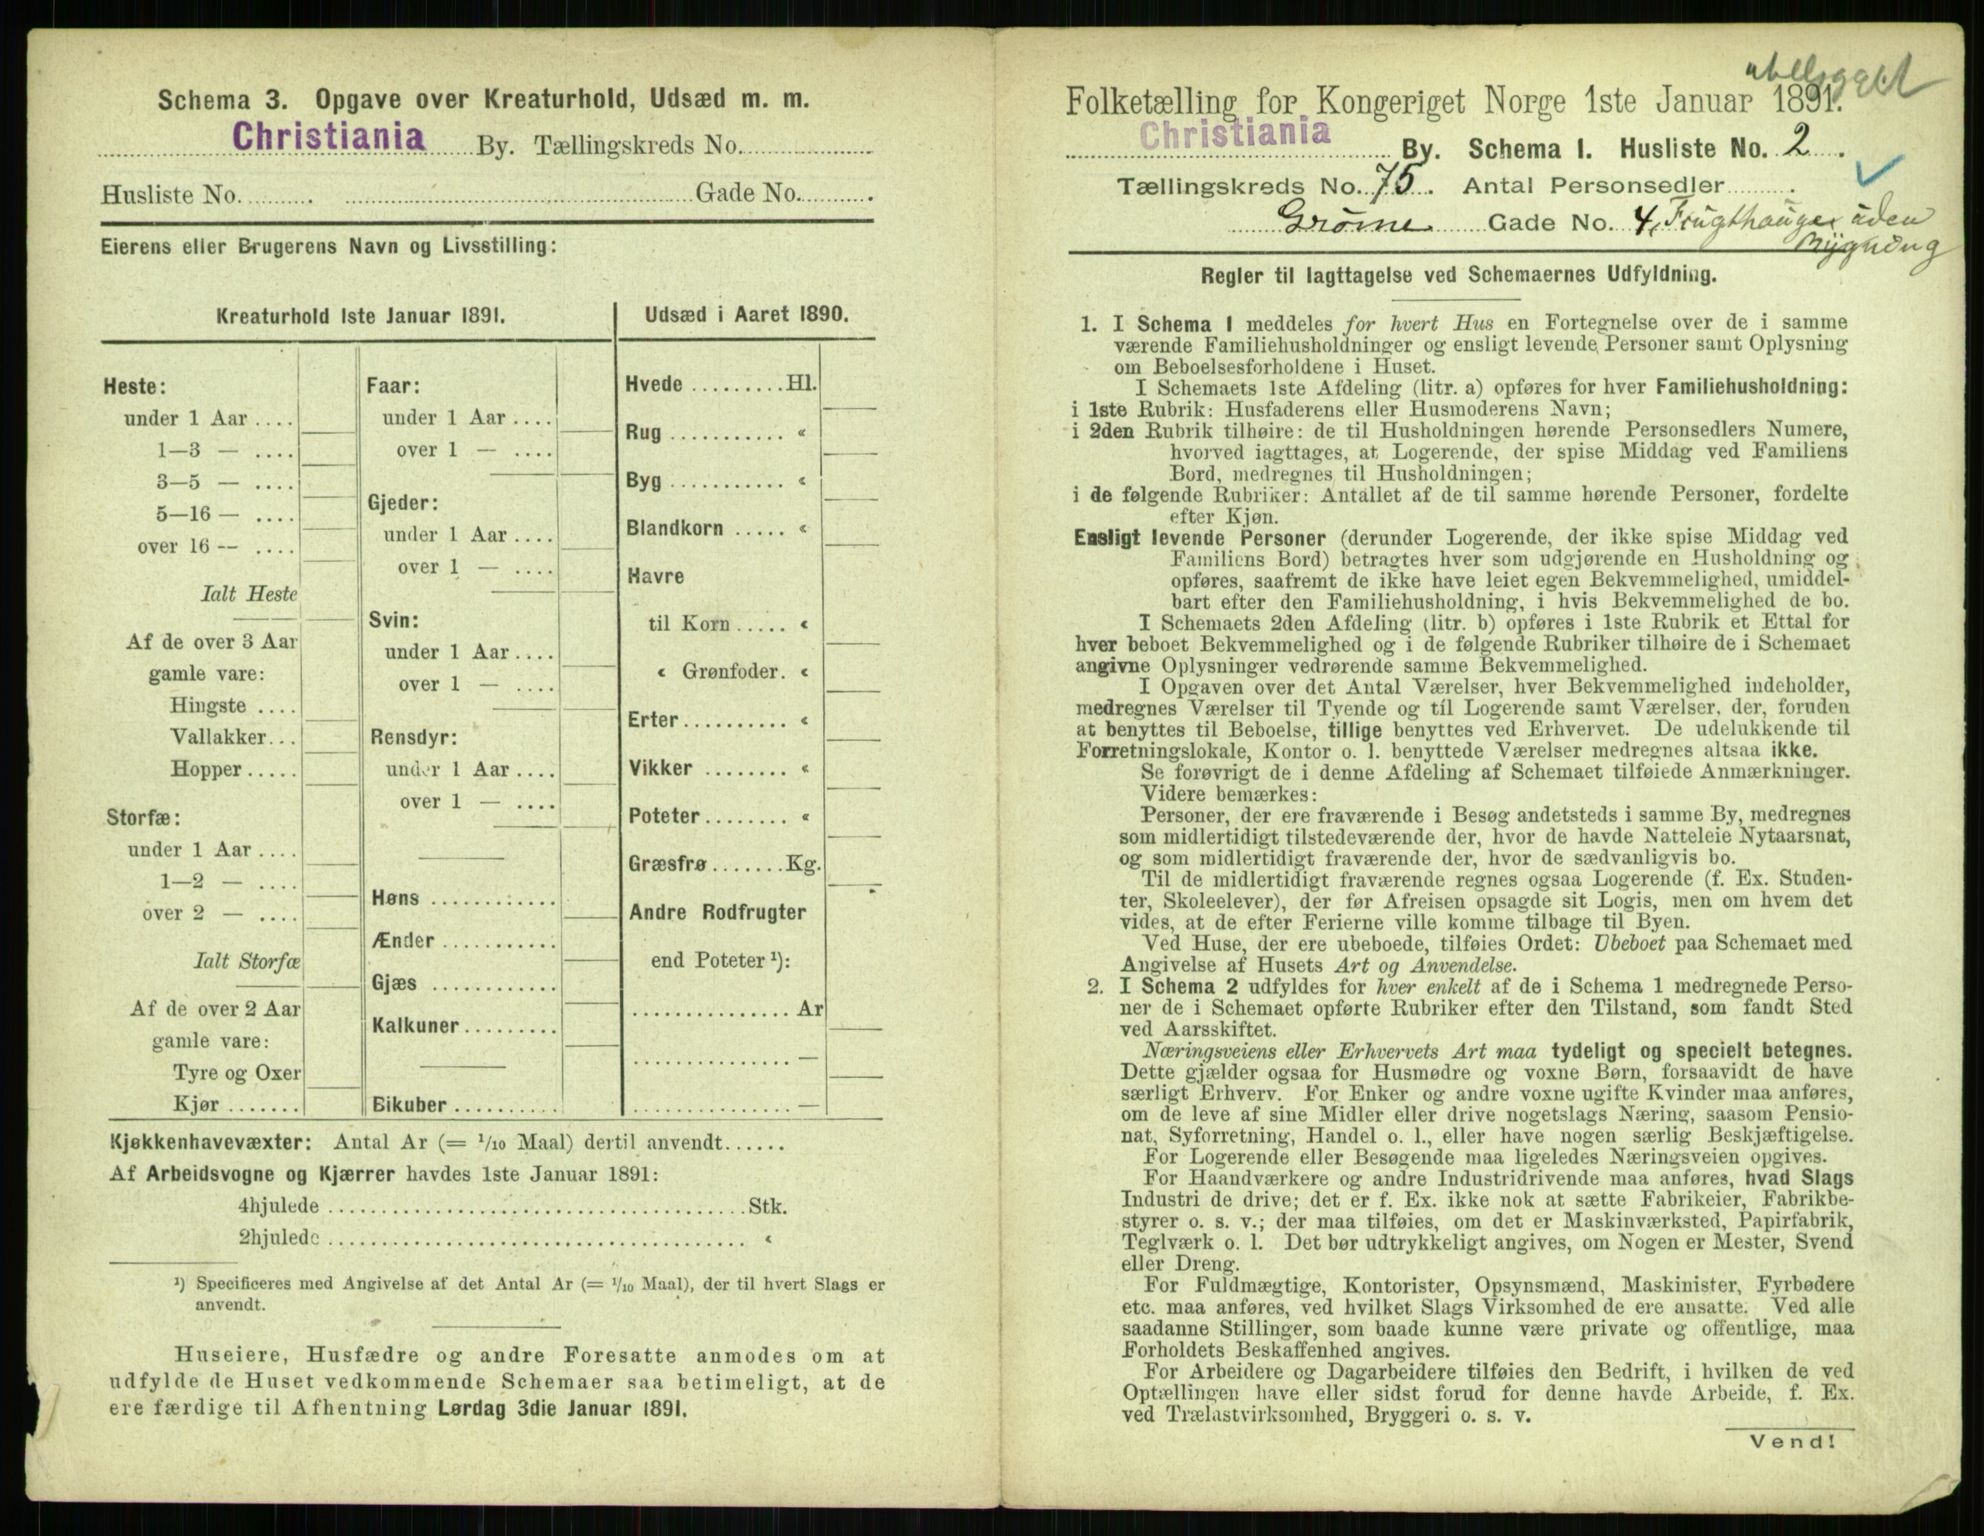 Schema 3. Opgave over Kreaturhold, Udsæd m. m.
Christiania By. Tællingskreds No.
Husliste No. Gade No.
Eierens eller Brugerens Navn og Livsstilling:
Kreaturhold 1ste Januar 1891.
Heste:
under 1 Aar ....
1—3 — ....
3—5 — ....
5—16 — ....
over 16 — ....
Ialt Heste
Af de over 3 Aar
gamle vare:
Hingste ....
Vallakker...
Hopper.....
Storfæ:
under 1 Aar ....
1—2 — ....
over 2 — ....
Ialt Storfæ
Af de over 2 Aar
gamle vare:
Tyre og Oxer
Kjør .......
Faar:
under 1 Aar ....
over 1 — ....
Gjeder:
under 1 Aar ....
over 1 — ....
Svin:
under 1 Aar ....
over 1 — ....
Rensdyr:
under 1 Aar ....
over 1 — ....
Høns ............
Ænder ...........
Gjæs ............
Kalkuner.........
Bikuber ..........
Udsæd i Aaret 1890.
Hvede .........Hl.
Rug ........... «
Byg ........... «
Blandkorn ..... «
Havre
til Korn ..... «
« Grønfoder. «
Erter .......... «
Vikker ........ «
Poteter ........ «
Græsfrø .......Kg.
Andre Rodfrugter
end Poteter ¹):
............... Ar
............... —
............... —
Kjøkkenhavevæxter: Antal Ar (= 1/10 Maal) dertil anvendt......
Af Arbeidsvogne og Kjærrer havdes 1ste Januar 1891:
4hjulede ........................................Stk.
2hjulede ........................................ «
¹) Specificeres med Angivelse af det Antal Ar (= 1/10 Maal), der til hvert Slags er
anvendt.
Huseiere, Husfædre og andre Foresatte anmodes om at
udfylde de Huset vedkommende Schemaer saa betimeligt, at de
ere færdige til Afhentning Lørdag 3die Januar 1891.
Folketælling for Kongeriget Norge 1ste Januar 1891.
Christiania By. Schema 1. Husliste No. 2.
Tællingskreds No. 75. Antal Personsedler .
Grønne Gade No. 4, Frugthauge uden
Bygning
Regler til Iagttagelse ved Schemaernes Udfyldning.
1. I Schema 1 meddeles for hvert Hus en Fortegnelse over de i samme
værende Familiehusholdninger og ensligt levende Personer samt Oplysning
om Beboelsesforholdene i Huset.
I Schemaets 1ste Afdeling (litr. a) opføres for hver Familiehusholdning:
i 1ste Rubrik: Husfaderens eller Husmoderens Navn;
i 2den Rubrik tilhøire: de til Husholdningen hørende Personsedlers Numere,
hvorved iagttages, at Logerende, der spise Middag ved Familiens
Bord, medregnes til Husholdningen;
i de følgende Rubriker: Antallet af de til samme hørende Personer, fordelte
efter Kjøn.
Ensligt levende Personer (derunder Logerende, der ikke spise Middag ved
Familiens Bord) betragtes hver som udgjørende en Husholdning og
opføres, saafremt de ikke have leiet egen Bekvemmelighed, umiddel-
bart efter den Familiehusholdning, i hvis Bekvemmelighed de bo.
I Schemaets 2den Afdeling (litr. b) opføres i 1ste Rubrik et Ettal for
hver beboet Bekvemmelighed og i de følgende Rubriker tilhøire de i Schemaet
angivne Oplysninger vedrørende samme Bekvemmelighed.
I Opgaven over det Antal Værelser, hver Bekvemmelighed indeholder,
medregnes Værelser til Tyende og til Logerende samt Værelser, der, foruden
at benyttes til Beboelse, tillige benyttes ved Erhvervet. De udelukkende til
Forretningslokale, Kontor o. l. benyttede Værelser medregnes altsaa ikke.
Se forøvrigt de i denne Afdeling af Schemaet tilføiede Anmærkninger.
Videre bemærkes:
Personer, der ere fraværende i Besøg andetsteds i samme By, medregnes
som midlertidigt tilstedeværende der, hvor de havde Natteleie Nytaarsnat,
og som midlertidigt fraværende der, hvor de sædvanligvis bo.
Til de midlertidigt fraværende regnes ogsaa Logerende (f. Ex. Studen-
ter, Skoleelever), der før Afreisen opsagde sit Logis, men om hvem det
vides, at de efter Ferierne ville komme tilbage til Byen.
Ved Huse, der ere ubeboede, tilføies Ordet: Ubeboet paa Schemaet med
Angivelse af Husets Art og Anvendelse.
2. I Schema 2 udfyldes for hver enkelt af de i Schema 1 medregnede Perso-
ner de i Schemaet opførte Rubriker efter den Tilstand, som fandt Sted
ved Aarsskiftet.
Næringsveiens eller Erhvervets Art maa tydeligt og specielt betegnes.
Dette gjælder ogsaa for Husmødre og voxne Børn, forsaavidt de have
særligt Erhverv. For Enker og andre voxne ugifte Kvinder maa anføres,
om de leve af sine Midler eller drive nogetslags Næring, saasom Pensio-
nat, Syforretning, Handel o. l., eller have nogen særlig Beskjæftigelse.
For Logerende eller Besøgende maa ligeledes Næringsveien opgives.
For Haandværkere og andre Industridrivende maa anføres, hvad Slags
Industri de drive; det er f. Ex. ikke nok at sætte Fabrikeier, Fabrikbe-
styrer o. s. v.; der maa tilføies, om det er Maskinværksted, Papirfabrik,
Teglværk o. l. Det bør udtrykkeligt angives, om Nogen er Mester, Svend
eller Dreng.
For Fuldmægtige, Kontorister, Opsynsmænd, Maskinister, Fyrbødere
etc. maa anføres, ved hvilket Slags Virksomhed de ere ansatte. Ved alle
saadanne Stillinger, som baade kunne være private og offentlige, maa
Forholdets Beskaffenhed angives.
For Arbeidere og Dagarbeidere tilføies den Bedrift, i hvilken de ved
Optællingen have eller sidst forud for denne havde Arbeide, f. Ex.
ved Trælastvirksomhed, Bryggeri o. s. v.
Vend!